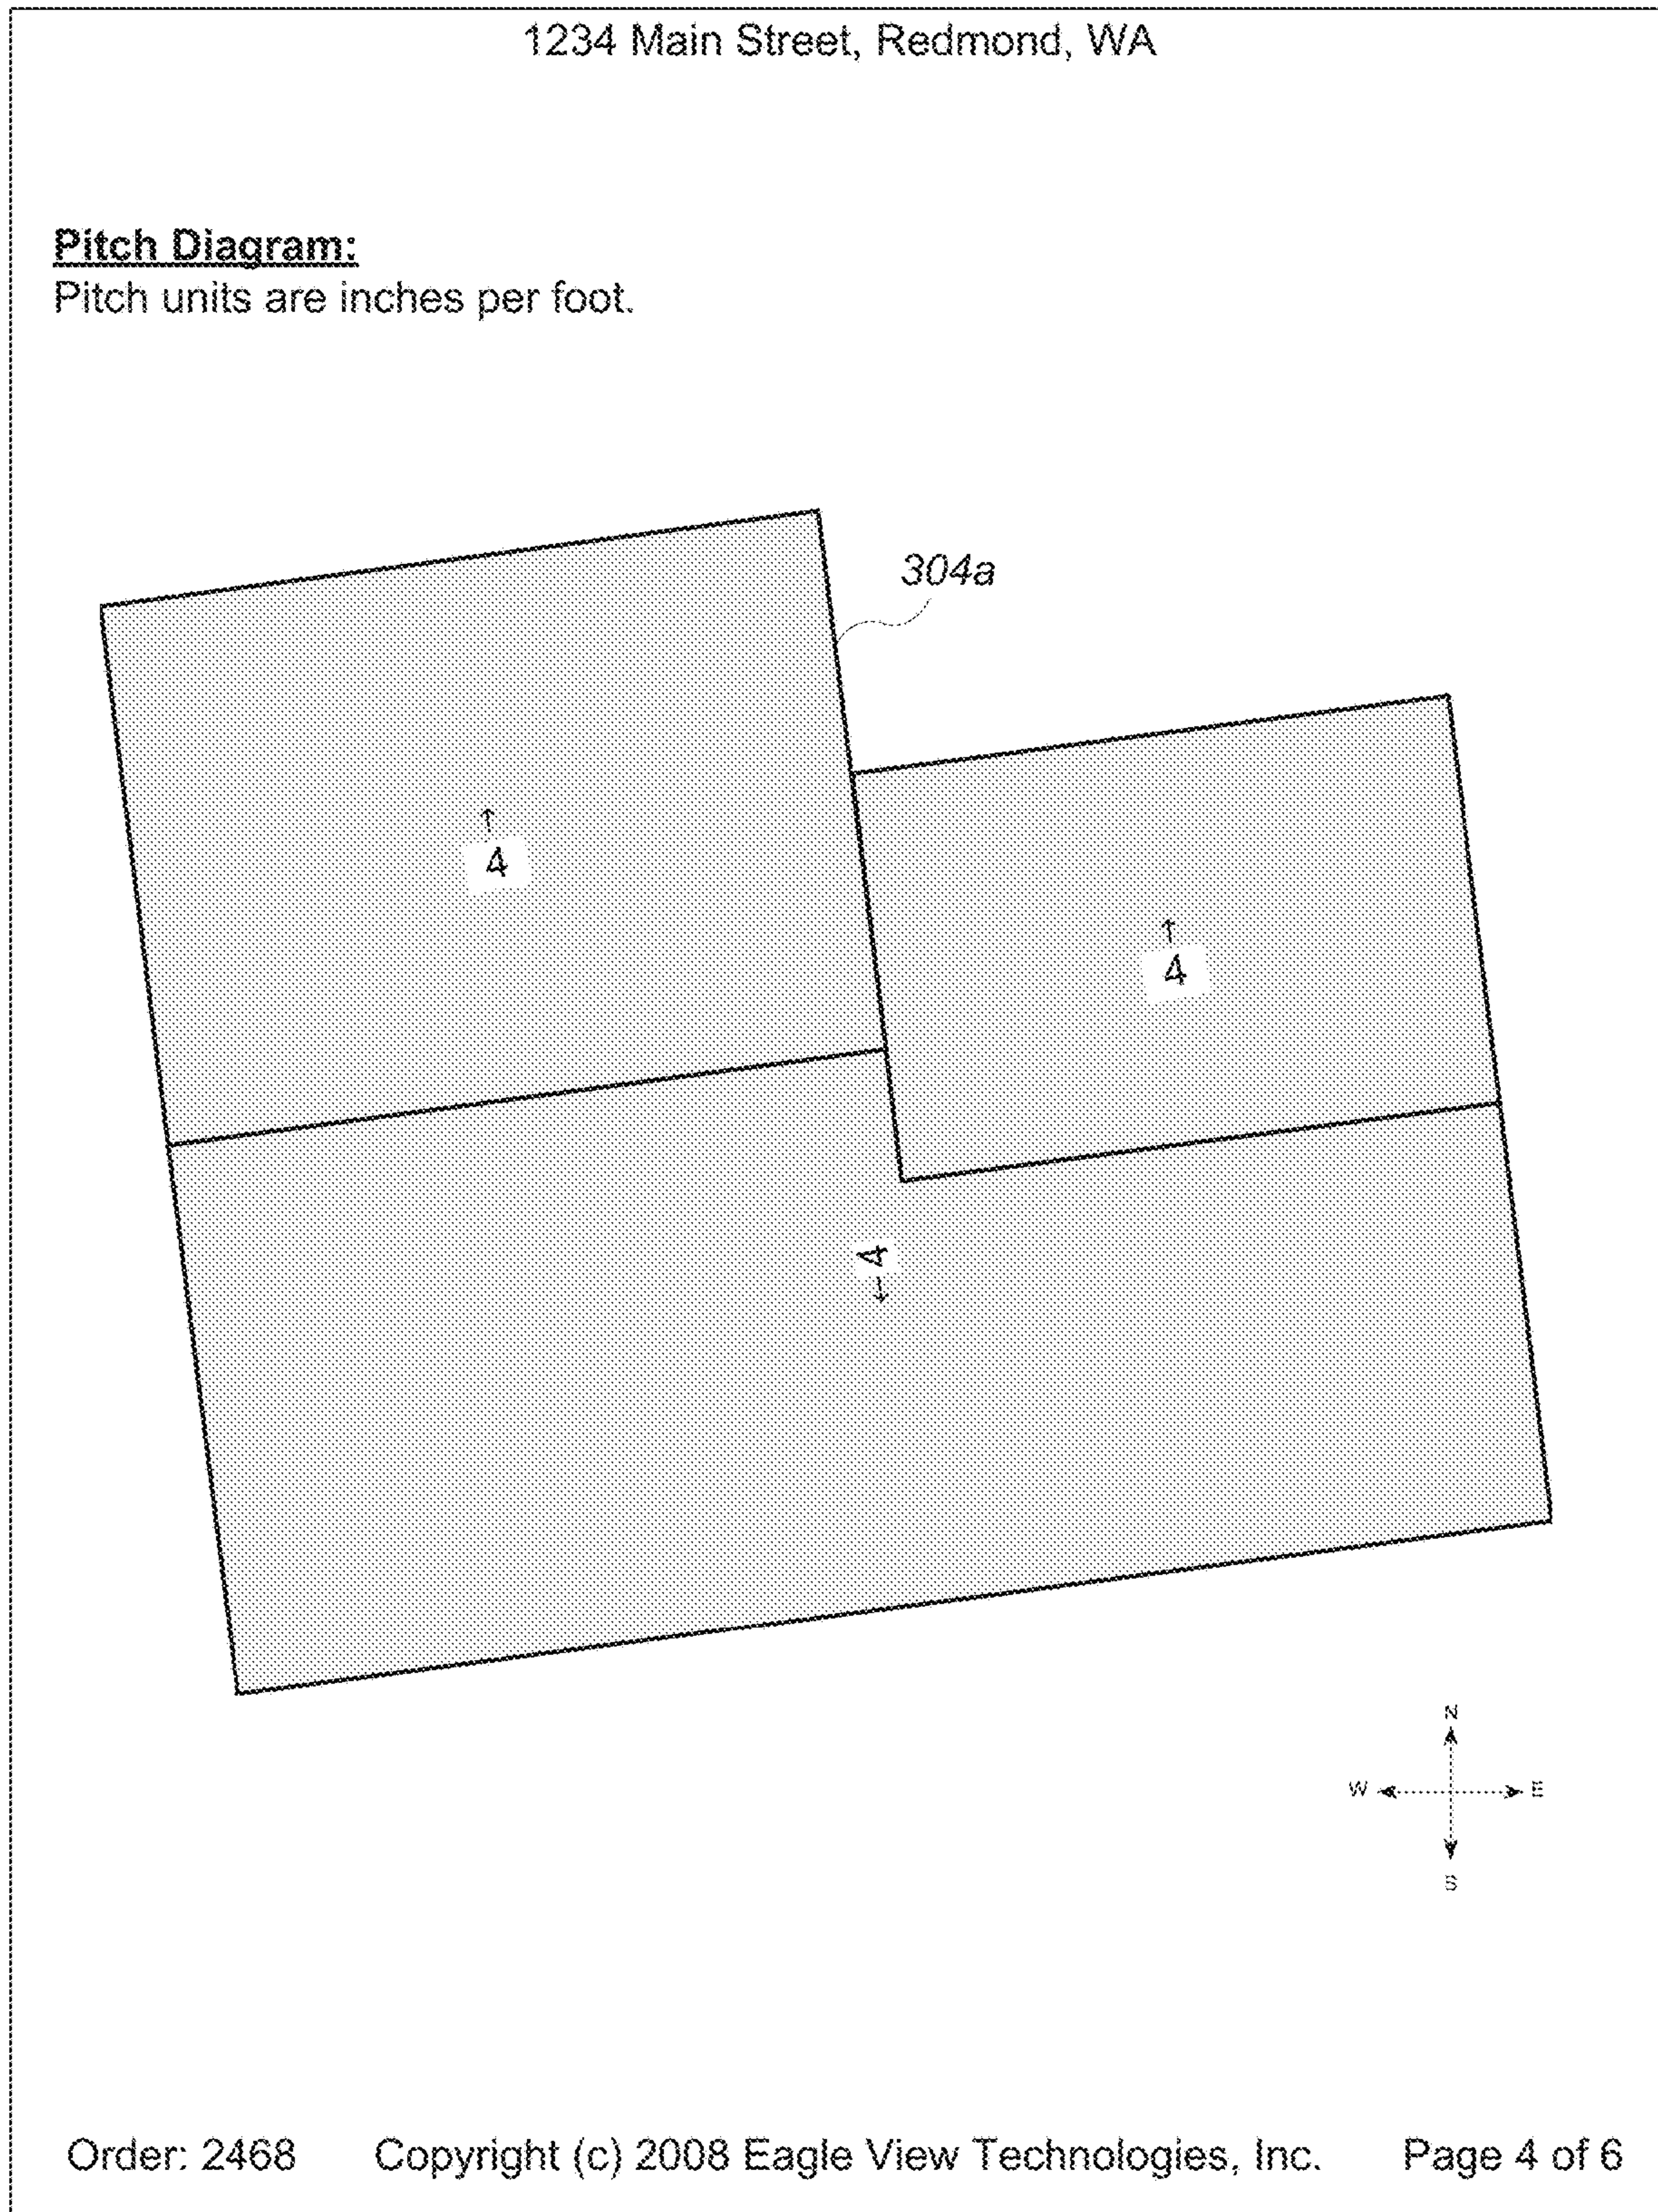 1234 Main Street, Redmond, WA
Pitch Diagram:
Pitch units are inches per foot.
304a
↑
4
↑
4
4
←
N
W E
S
Order: 2468 Copyright (c) 2008 Eagle View Technologies, Inc. Page 4 of 6